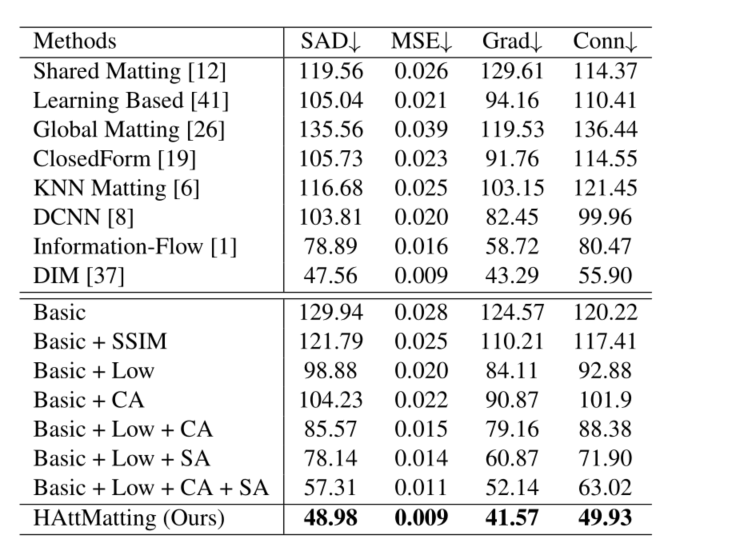 Methods SAD↓ MSE↓ Grad↓ Conn↓
Shared Matting [12] 119.56 0.026 129.61 114.37
Learning Based [41] 105.04 0.021 94.16 110.41
Global Matting [26] 135.56 0.039 119.53 136.44
ClosedForm [19] 105.73 0.023 91.76 114.55
KNN Matting [6] 116.68 0.025 103.15 121.45
DCNN [8] 103.81 0.020 82.45 99.96
Information-Flow [1] 78.89 0.016 58.72 80.47
DIM [37] 47.56 0.009 43.29 55.90
Basic 129.94 0.028 124.57 120.22
Basic + SSIM 121.79 0.025 110.21 117.41
Basic + Low 98.88 0.020 84.11 92.88
Basic + CA 104.23 0.022 90.87 101.9
Basic + Low + CA 85.57 0.015 79.16 88.38
Basic + Low + SA 78.14 0.014 60.87 71.90
Basic + Low + CA + SA 57.31 0.011 52.14 63.02
HAttMatting (Ours) 48.98 0.009 41.57 49.93